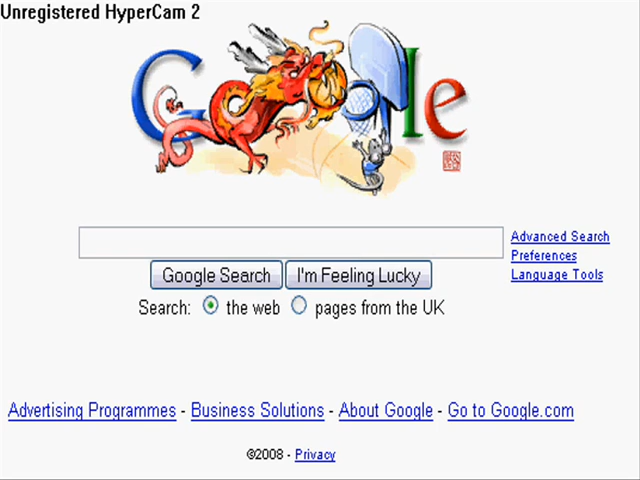 Unregistered HyperCam 2
Google
Advanced Search
Preferences
Language Tools
Google Search I'm Feeling Lucky
Search: the web pages from the UK
Advertising Programmes - Business Solutions - About Google - Go to Google.com
©2008 - Privacy